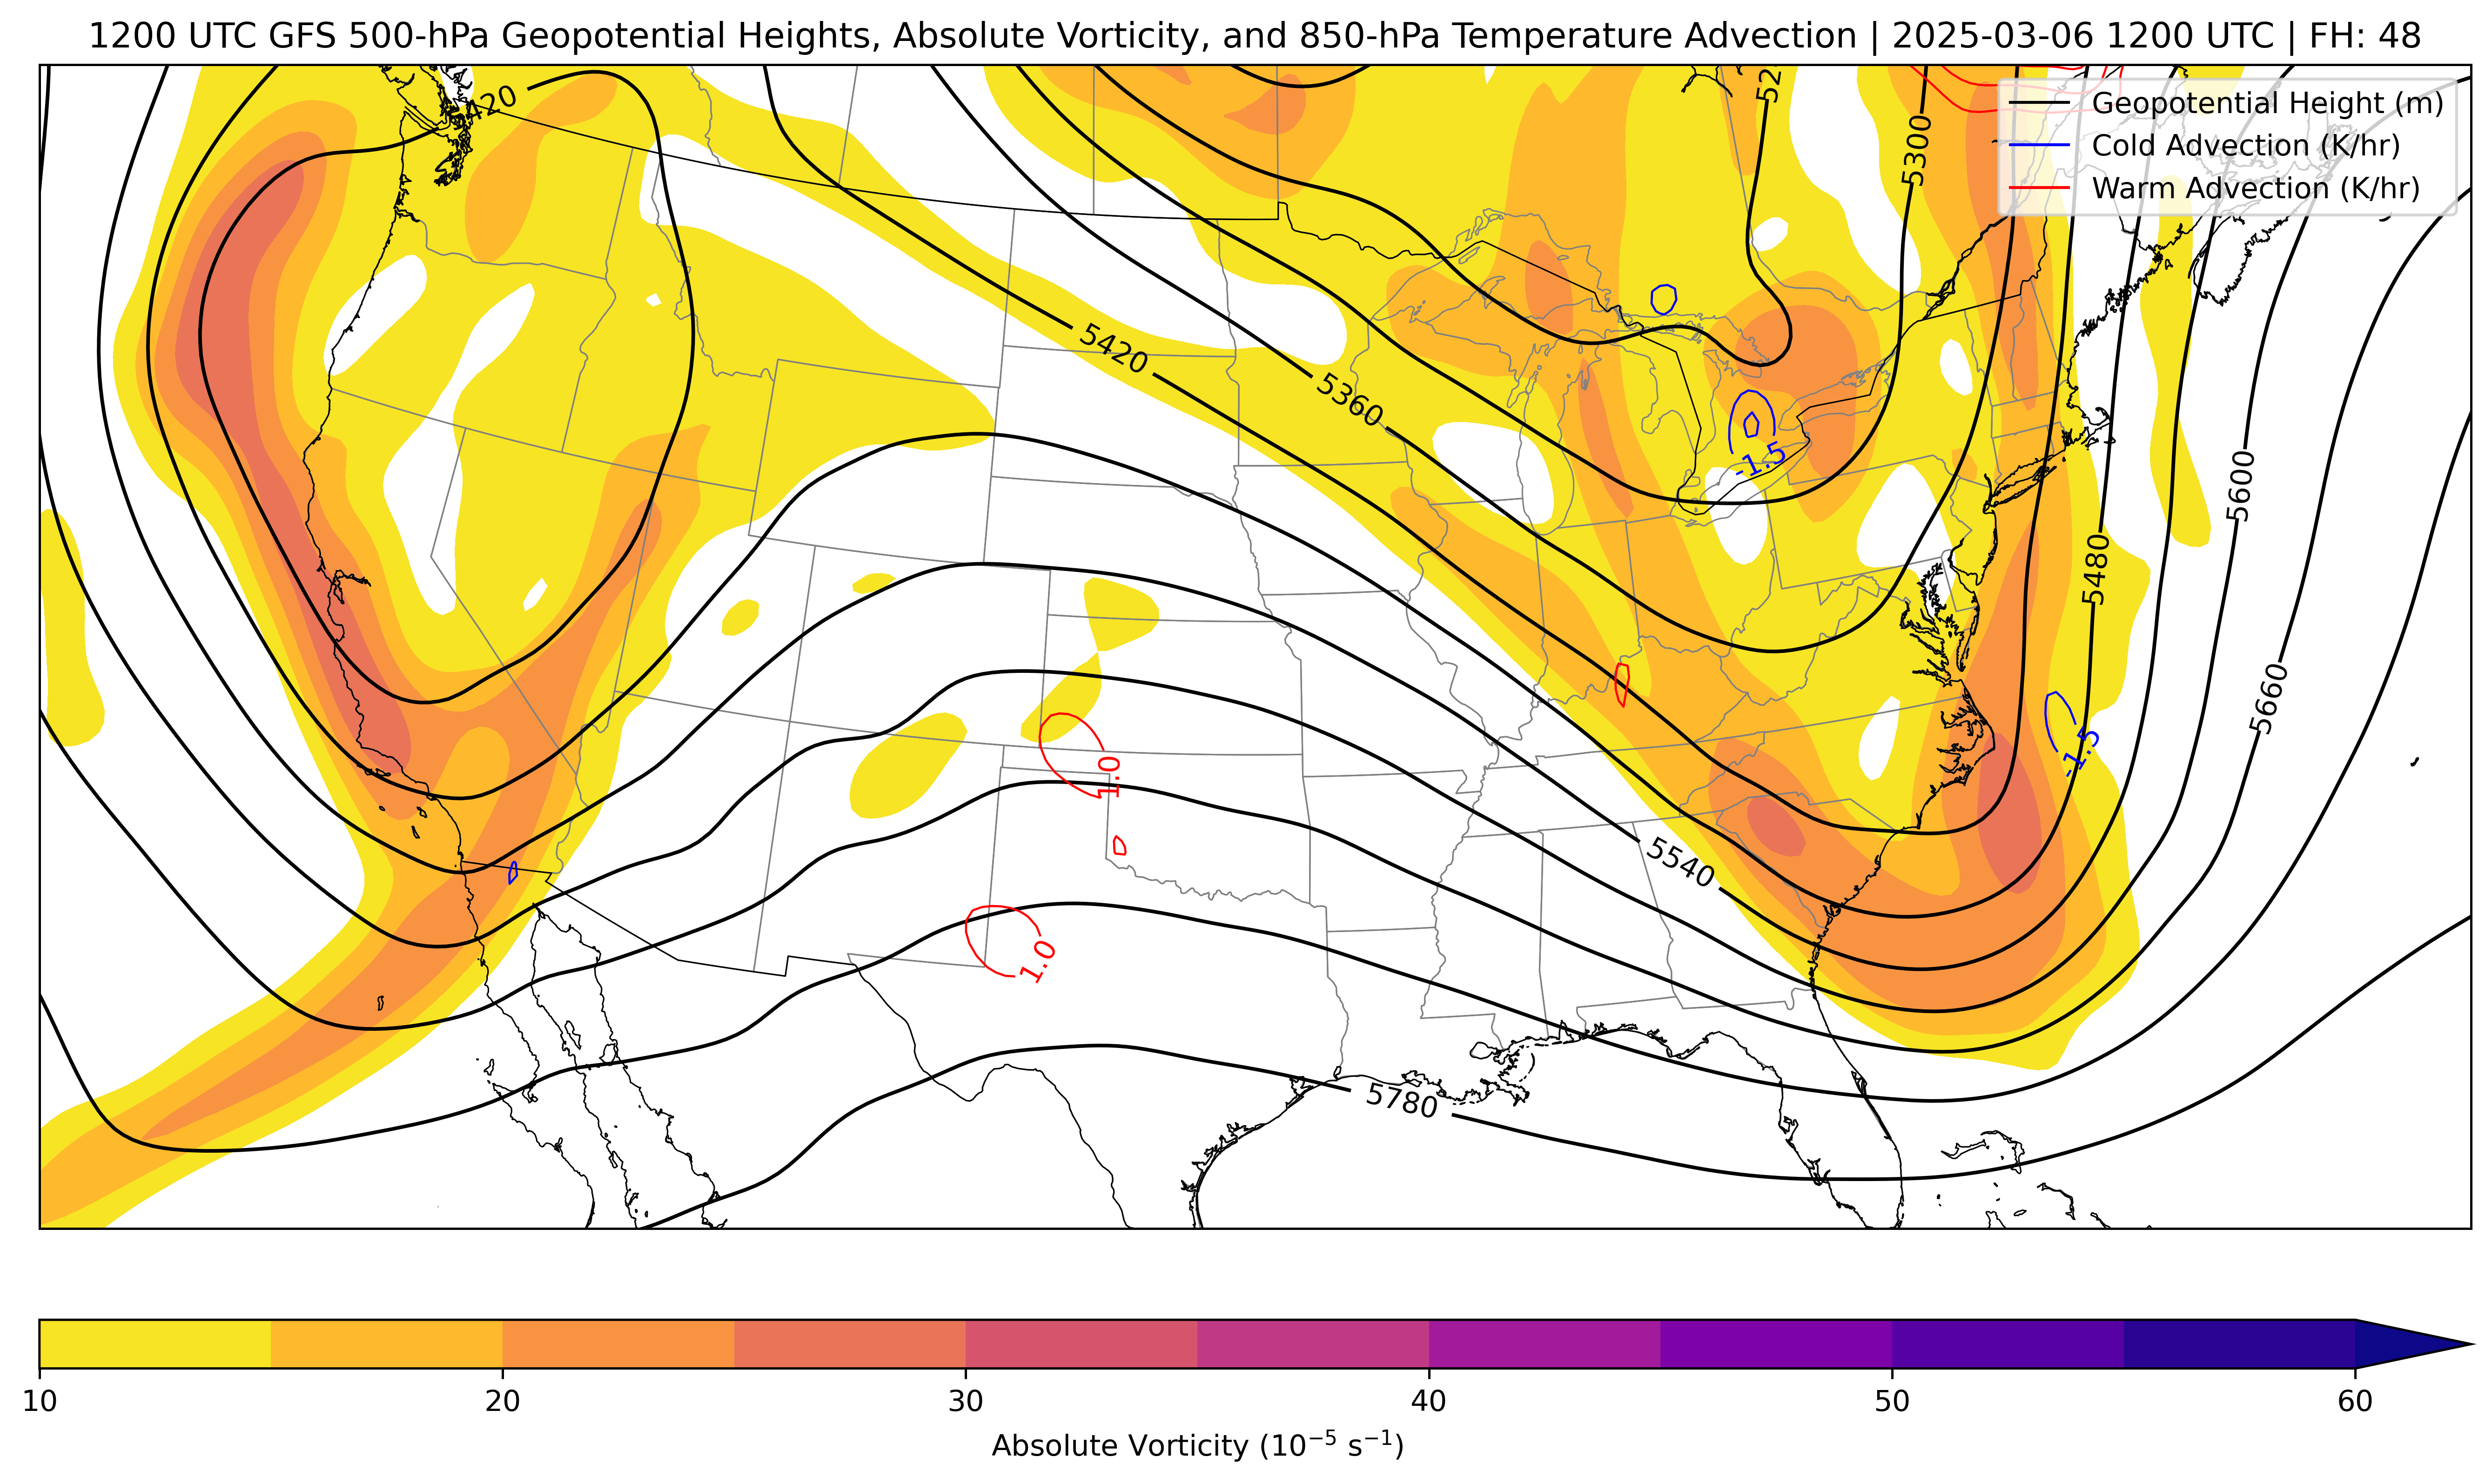 1200 UTC GFS 500-hPa Geopotential Heights, Absolute Vorticity, and 850-hPa Temperature Advection | 2025-03-06 1200 UTC | FH: 48
Geopotential Height (m)
Cold Advection (K/hr)
Warm Advection (K/hr)
5300
5420
5360
-1.5
5600
5480
5660
-1.5
1.0
5540
1.0
5780
10 20 30 40 50 60
Absolute Vorticity (10⁻⁵ s⁻¹)